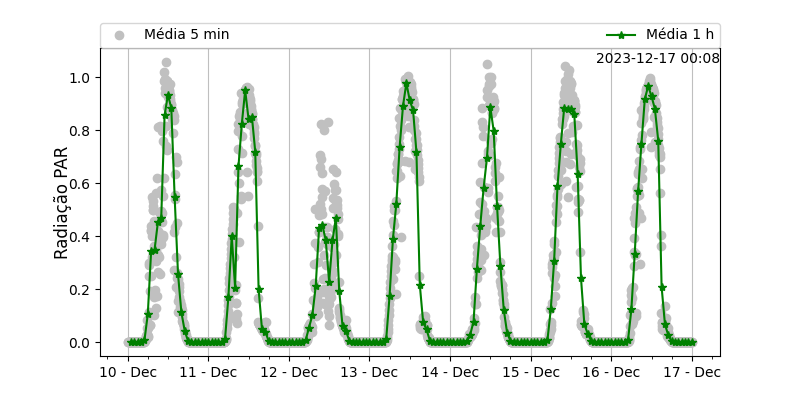 Média 5 min
Média 1 h
2023-12-17 00:08
Radiação PAR
1.0
0.8
0.6
0.4
0.2
0.0
10 - Dec
11 - Dec
12 - Dec
13 - Dec
14 - Dec
15 - Dec
16 - Dec
17 - Dec